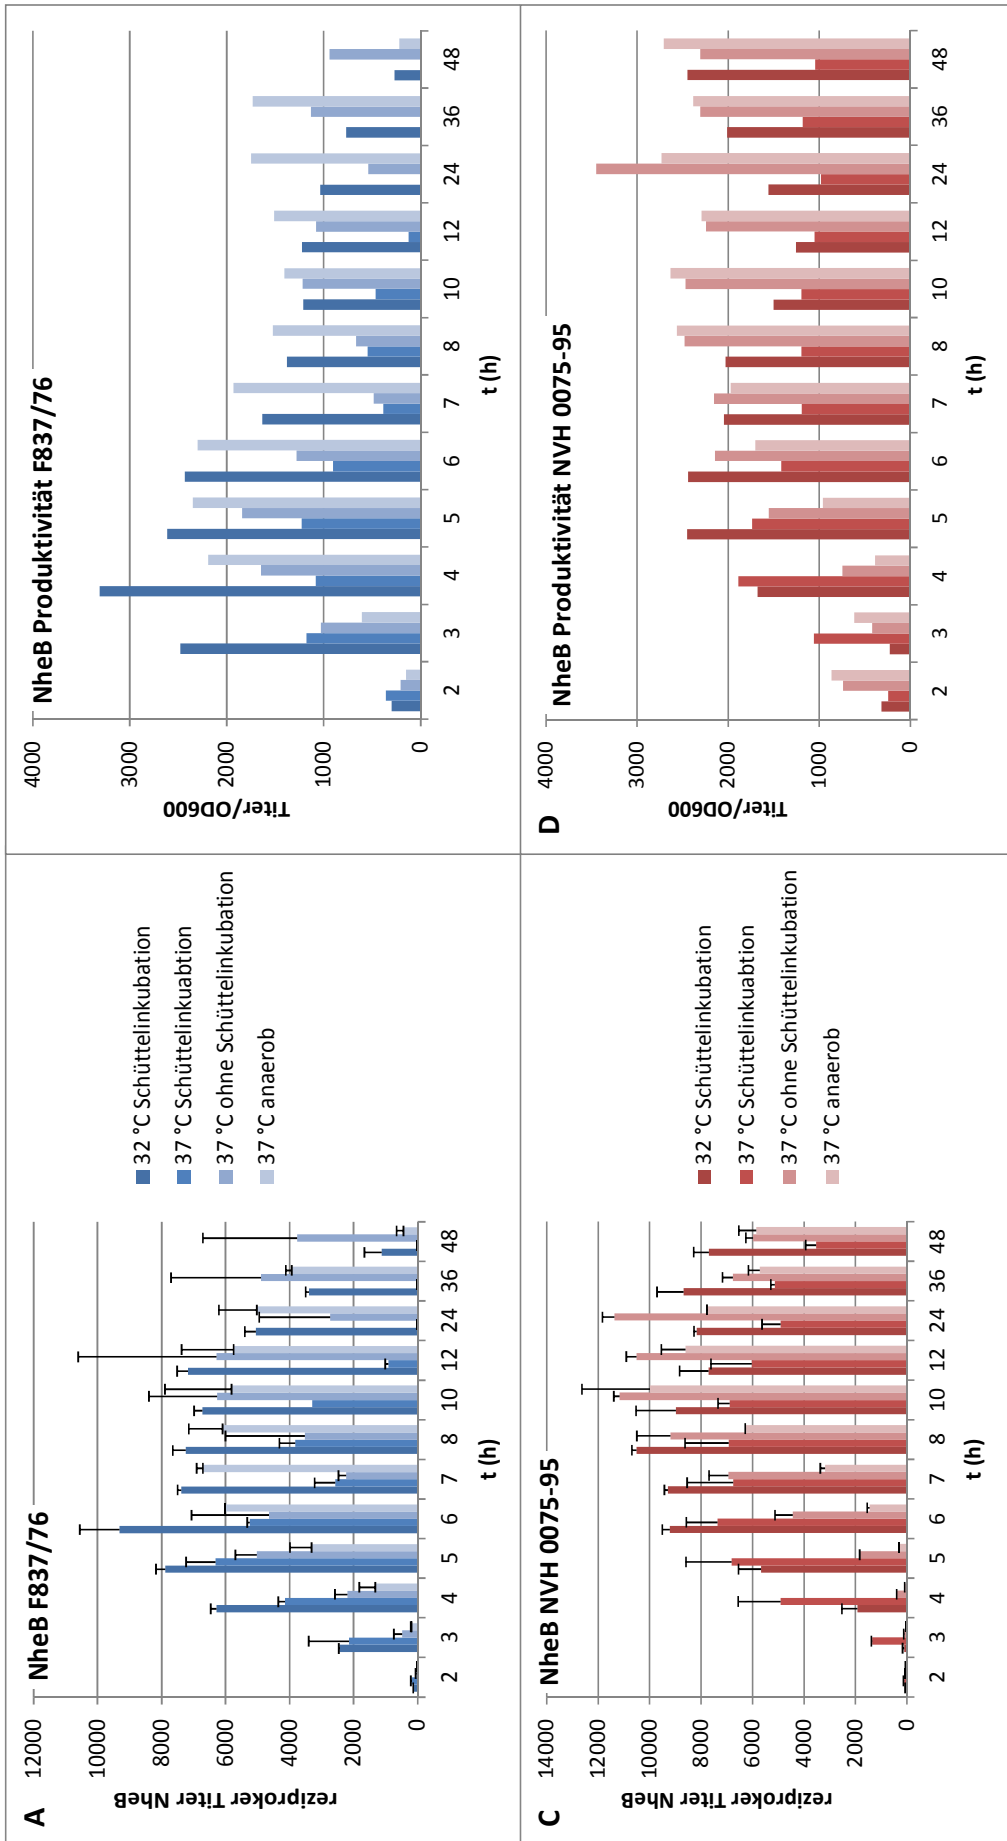 A
NheB F837/76
reziproker Titer NheB
12000
10000
8000
6000
4000
2000
0
2 3 4 5 6 7 8 10 12 24 36 48
t (h)
32 °C Schüttelinkubation
37 °C Schüttelinkuabtion
37 °C ohne Schüttelinkubation
37 °C anaerob
NheB Produktivität F837/76
Titer/OD600
4000
3000
2000
1000
0
2 3 4 5 6 7 8 10 12 24 36 48
t (h)
C
NheB NVH 0075-95
reziproker Titer NheB
14000
12000
10000
8000
6000
4000
2000
0
2 3 4 5 6 7 8 10 12 24 36 48
t (h)
32 °C Schüttelinkubation
37 °C Schüttelinkuabtion
37 °C ohne Schüttelinkubation
37 °C anaerob
D
NheB Produktivität NVH 0075-95
Titer/OD600
4000
3000
2000
1000
0
2 3 4 5 6 7 8 10 12 24 36 48
t (h)